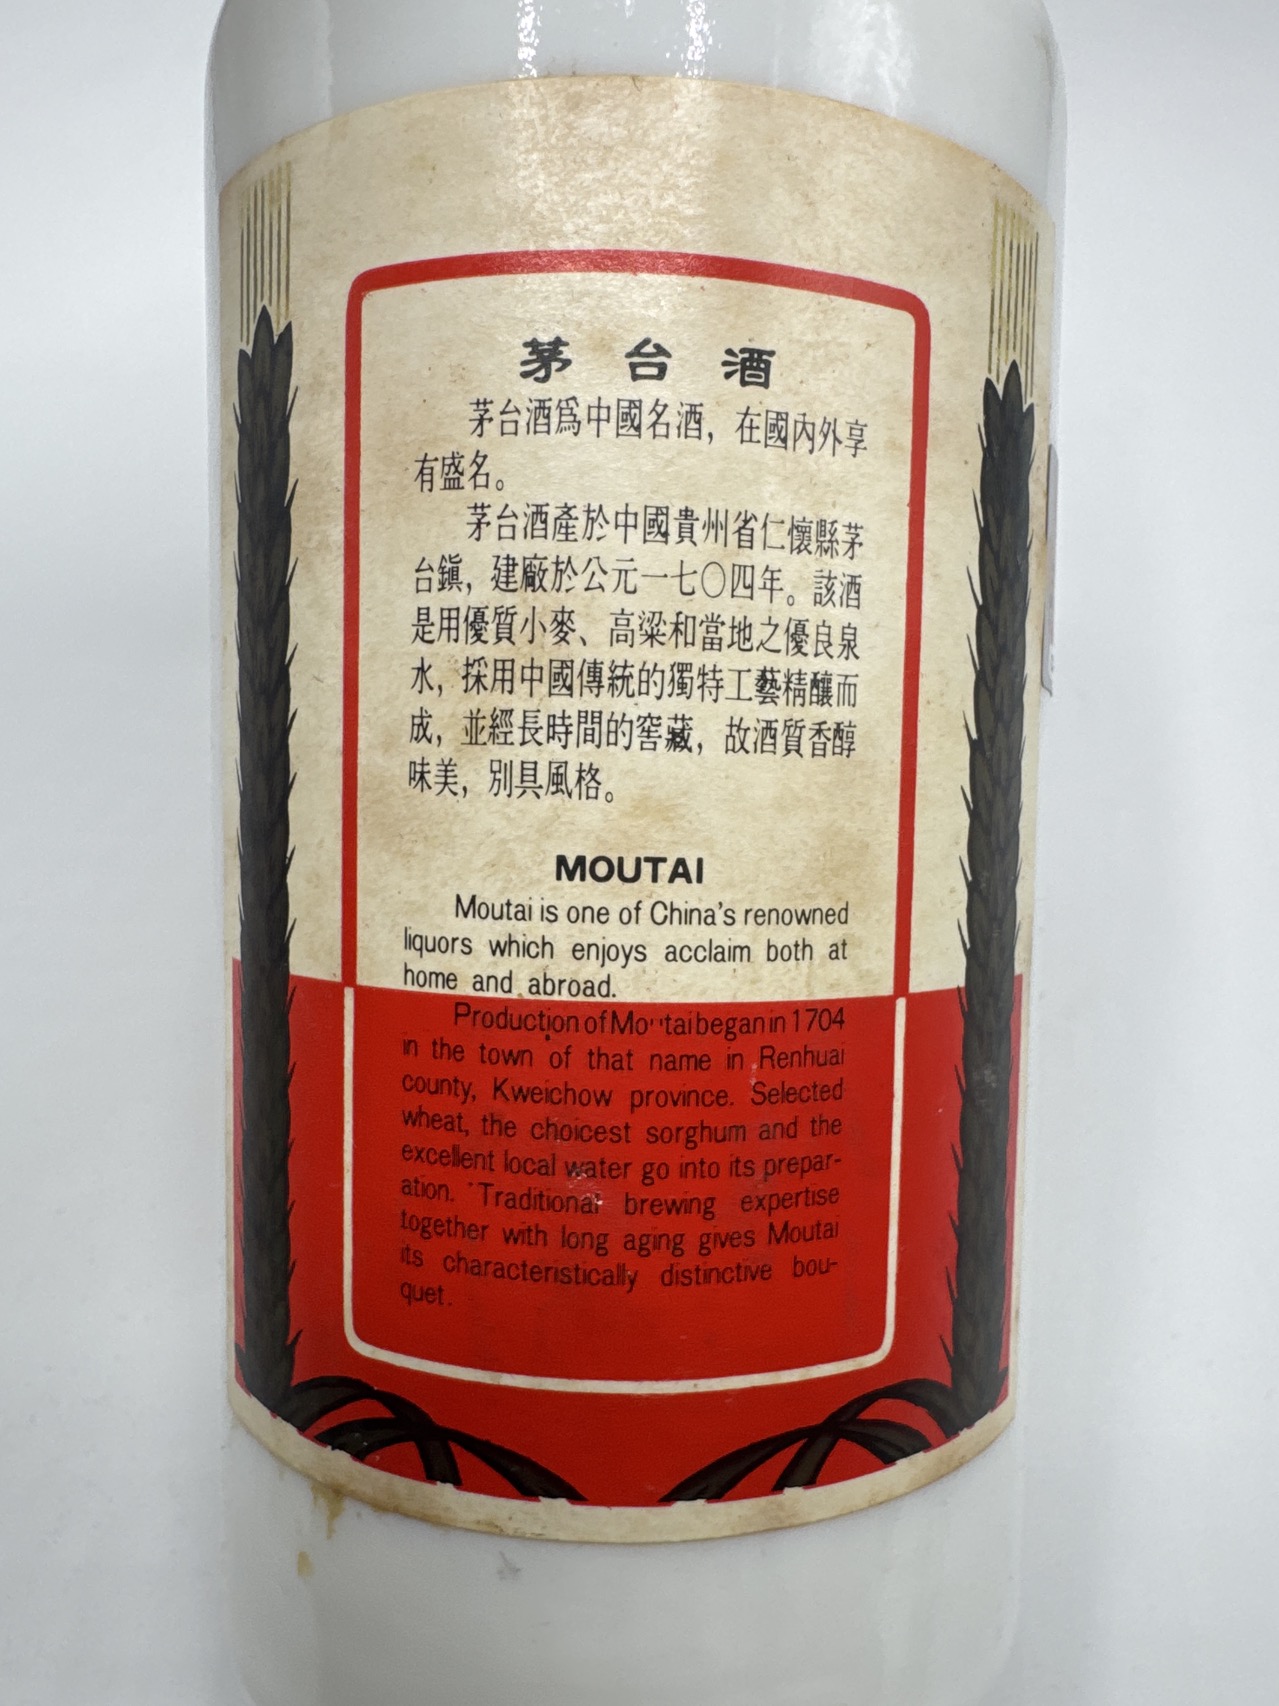 茅台酒
茅台酒爲中國名酒，在國內外享
有盛名。
茅台酒產於中國貴州省仁懷縣茅
台鎭，建廠於公元一七〇四年。該酒
是用優質小麥、高粱和當地之優良泉
水，採用中國傳統的獨特工藝精釀而
成，並經長時間的窖藏，故酒質香醇
味美，別具風格。
MOUTAI
Moutai is one of China's renowned
liquors which enjoys acclaim both at
home and abroad.
Production of Moutai began in 1704
in the town of that name in Renhuai
county, Kweichow province. Selected
wheat, the choicest sorghum and the
excellent local water go into its prepar-
ation. Traditional brewing expertise
together with long aging gives Moutai
its characteristically distinctive bou-
quet.